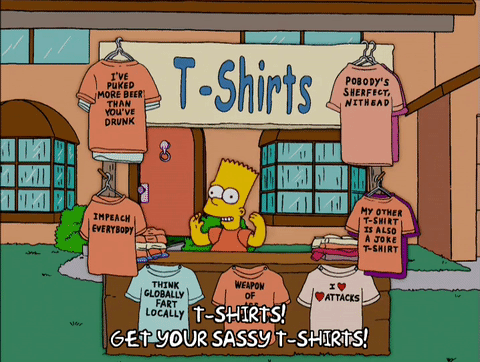 T-Shirts
I'VE
PUKED
MORE BEER
THAN
YOU'VE
DRUNK
POBODY'S
SHERFECT,
NITHEAD
IMPEACH
EVERYBODY
MY OTHER
T-SHIRT
IS ALSO
A JOKE
T-SHIRT
THINK
GLOBALLY
FART
LOCALLY
WEAPON
OF
I ♥
♥ ATTACKS
T-SHIRTS!
GET YOUR SASSY T-SHIRTS!